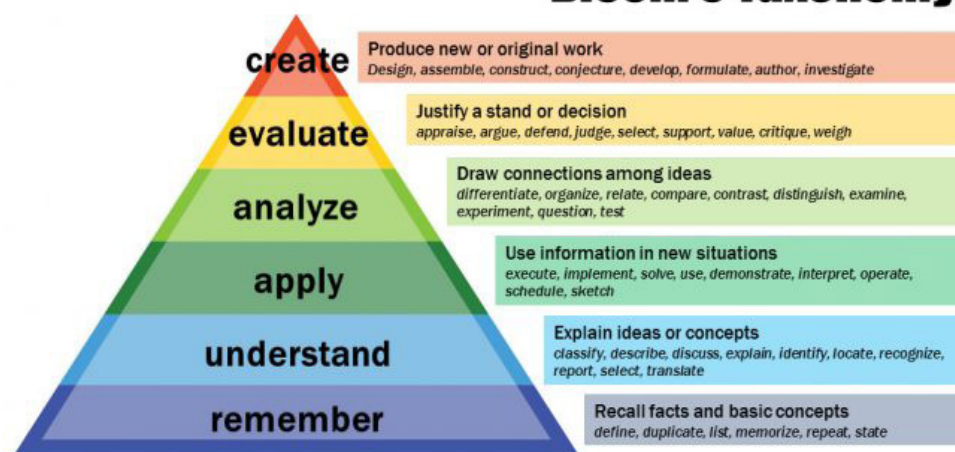 create
Produce new or original work
Design, assemble, construct, conjecture, develop, formulate, author, investigate
evaluate
Justify a stand or decision
appraise, argue, defend, judge, select, support, value, critique, weigh
analyze
Draw connections among ideas
differentiate, organize, relate, compare, contrast, distinguish, examine,
experiment, question, test
apply
Use information in new situations
execute, implement, solve, use, demonstrate, interpret, operate,
schedule, sketch
understand
Explain ideas or concepts
classify, describe, discuss, explain, identify, locate, recognize,
report, select, translate
remember
Recall facts and basic concepts
define, duplicate, list, memorize, repeat, state